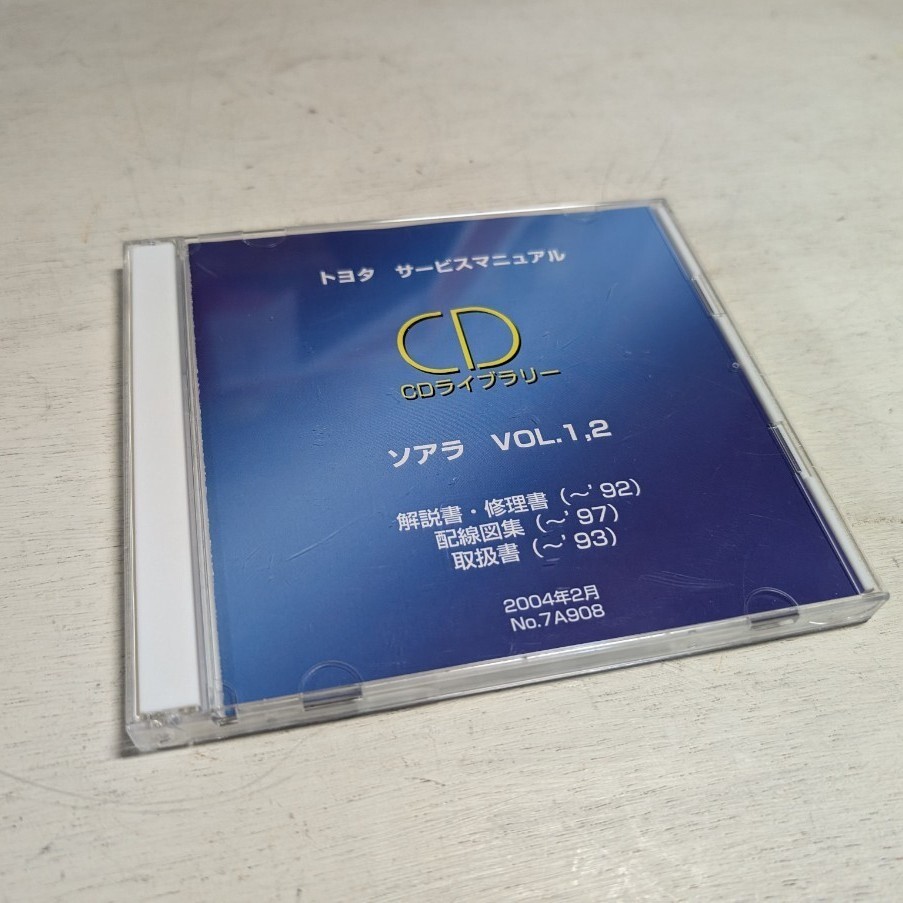 トヨタ　サービスマニュアル
CD
CDライブラリー
ソアラ　VOL.1,2
解説書・修理書（～’92）
配線図集（～’97）
取扱書（～’93）
2004年2月
No.7A908